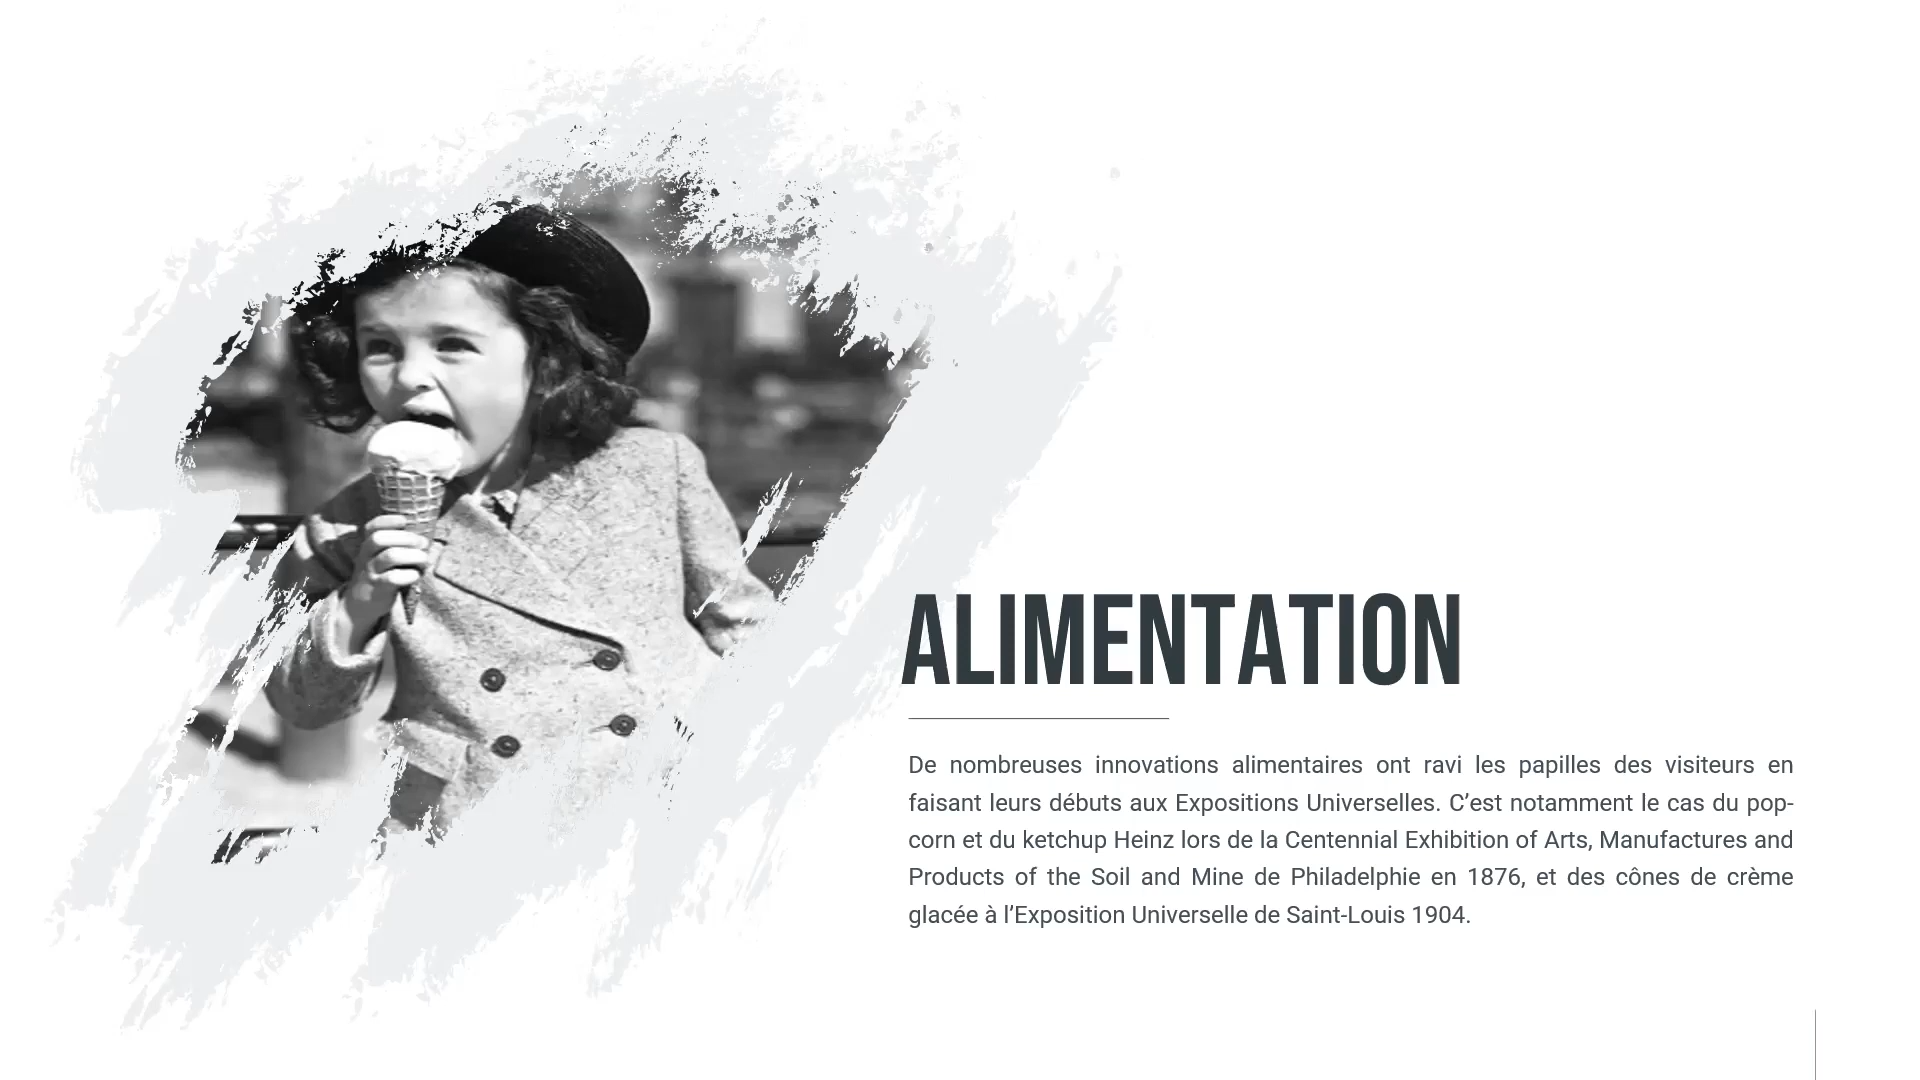 ALIMENTATION
De nombreuses innovations alimentaires ont ravi les papilles des visiteurs en
faisant leurs débuts aux Expositions Universelles. C’est notamment le cas du pop-
corn et du ketchup Heinz lors de la Centennial Exhibition of Arts, Manufactures and
Products of the Soil and Mine de Philadelphie en 1876, et des cônes de crème
glacée à l’Exposition Universelle de Saint-Louis 1904.